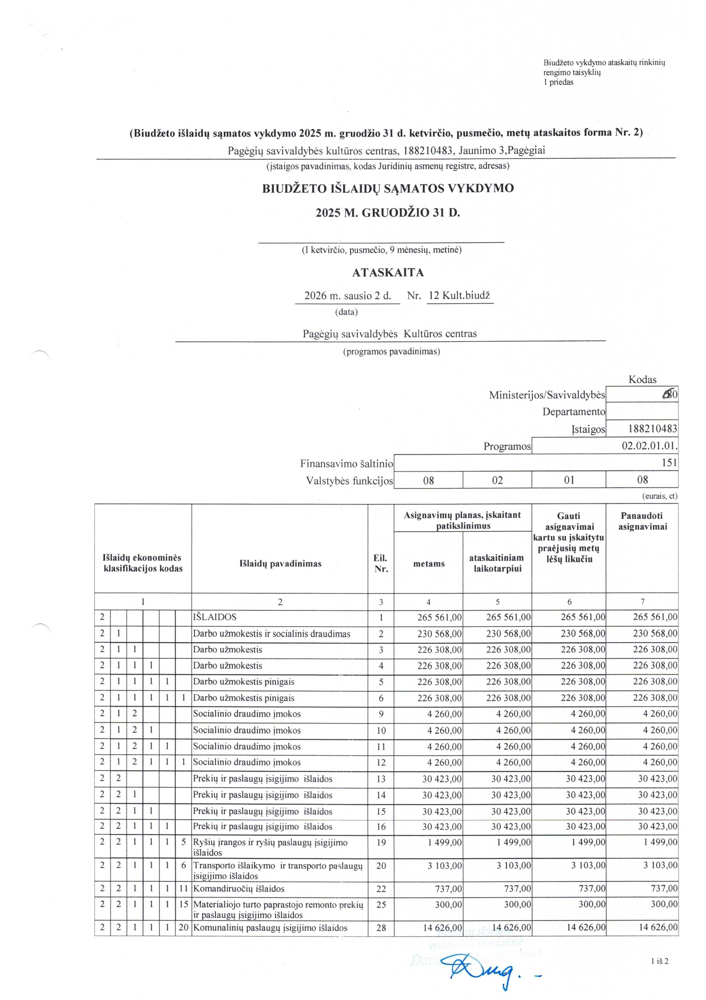 Biudžeto vykdymo ataskaitų rinkinių
rengimo taisyklių
1 priedas
(Biudžeto išlaidų sąmatos vykdymo 2025 m. gruodžio 31 d. ketvirčio, pusmečio, metų ataskaitos forma Nr. 2)
Pagėgių savivaldybės kultūros centras, 188210483, Jaunimo 3,Pagėgiai
(įstaigos pavadinimas, kodas Juridinių asmenų registre, adresas)
BIUDŽETO IŠLAIDŲ SĄMATOS VYKDYMO
2025 M. GRUODŽIO 31 D.
(I ketvirčio, pusmečio, 9 mėnesių, metinė)
ATASKAITA
2026 m. sausio 2 d. Nr. 12 Kult.biudž
(data)
Pagėgių savivaldybės Kultūros centras
(programos pavadinimas)
Kodas
Ministerijos/Savivaldybės
Departamento
Įstaigos 188210483
Programos 02.02.01.01.
Finansavimo šaltinio 151
Valstybės funkcijos 08 02 01 08
(eurais, ct)
Išlaidų ekonominės
klasifikacijos kodas
Išlaidų pavadinimas
Eil.
Nr.
Asignavimų planas, įskaitant
patikslinimus
metams
ataskaitiniam
laikotarpiui
Gauti
asignavimai
kartu su įskaitytu
praėjusių metų
lėšų likučiu
Panaudoti
asignavimai
1 2 3 4 5 6 7
2 IŠLAIDOS 1 265 561,00 265 561,00 265 561,00 265 561,00
2 1 Darbo užmokestis ir socialinis draudimas 2 230 568,00 230 568,00 230 568,00 230 568,00
2 1 1 Darbo užmokestis 3 226 308,00 226 308,00 226 308,00 226 308,00
2 1 1 1 Darbo užmokestis 4 226 308,00 226 308,00 226 308,00 226 308,00
2 1 1 1 1 Darbo užmokestis pinigais 5 226 308,00 226 308,00 226 308,00 226 308,00
2 1 1 1 1 1 Darbo užmokestis pinigais 6 226 308,00 226 308,00 226 308,00 226 308,00
2 1 2 Socialinio draudimo įmokos 9 4 260,00 4 260,00 4 260,00 4 260,00
2 1 2 1 Socialinio draudimo įmokos 10 4 260,00 4 260,00 4 260,00 4 260,00
2 1 2 1 1 Socialinio draudimo įmokos 11 4 260,00 4 260,00 4 260,00 4 260,00
2 1 2 1 1 1 Socialinio draudimo įmokos 12 4 260,00 4 260,00 4 260,00 4 260,00
2 2 Prekių ir paslaugų įsigijimo išlaidos 13 30 423,00 30 423,00 30 423,00 30 423,00
2 2 1 Prekių ir paslaugų įsigijimo išlaidos 14 30 423,00 30 423,00 30 423,00 30 423,00
2 2 1 1 Prekių ir paslaugų įsigijimo išlaidos 15 30 423,00 30 423,00 30 423,00 30 423,00
2 2 1 1 1 Prekių ir paslaugų įsigijimo išlaidos 16 30 423,00 30 423,00 30 423,00 30 423,00
2 2 1 1 1 5 Ryšių įrangos ir ryšių paslaugų įsigijimo 19 1 499,00 1 499,00 1 499,00 1 499,00
išlaidos
2 2 1 1 1 6 Transporto išlaikymo ir transporto paslaugų 20 3 103,00 3 103,00 3 103,00 3 103,00
įsigijimo išlaidos
2 2 1 1 1 11 Komandiruočių išlaidos 22 737,00 737,00 737,00 737,00
2 2 1 1 1 15 Materialiojo turto paprastojo remonto prekių 25 300,00 300,00 300,00 300,00
ir paslaugų įsigijimo išlaidos
2 2 1 1 1 20 Komunalinių paslaugų įsigijimo išlaidos 28 14 626,00 14 626,00 14 626,00 14 626,00
vyriausioji specialistė
1 iš 2